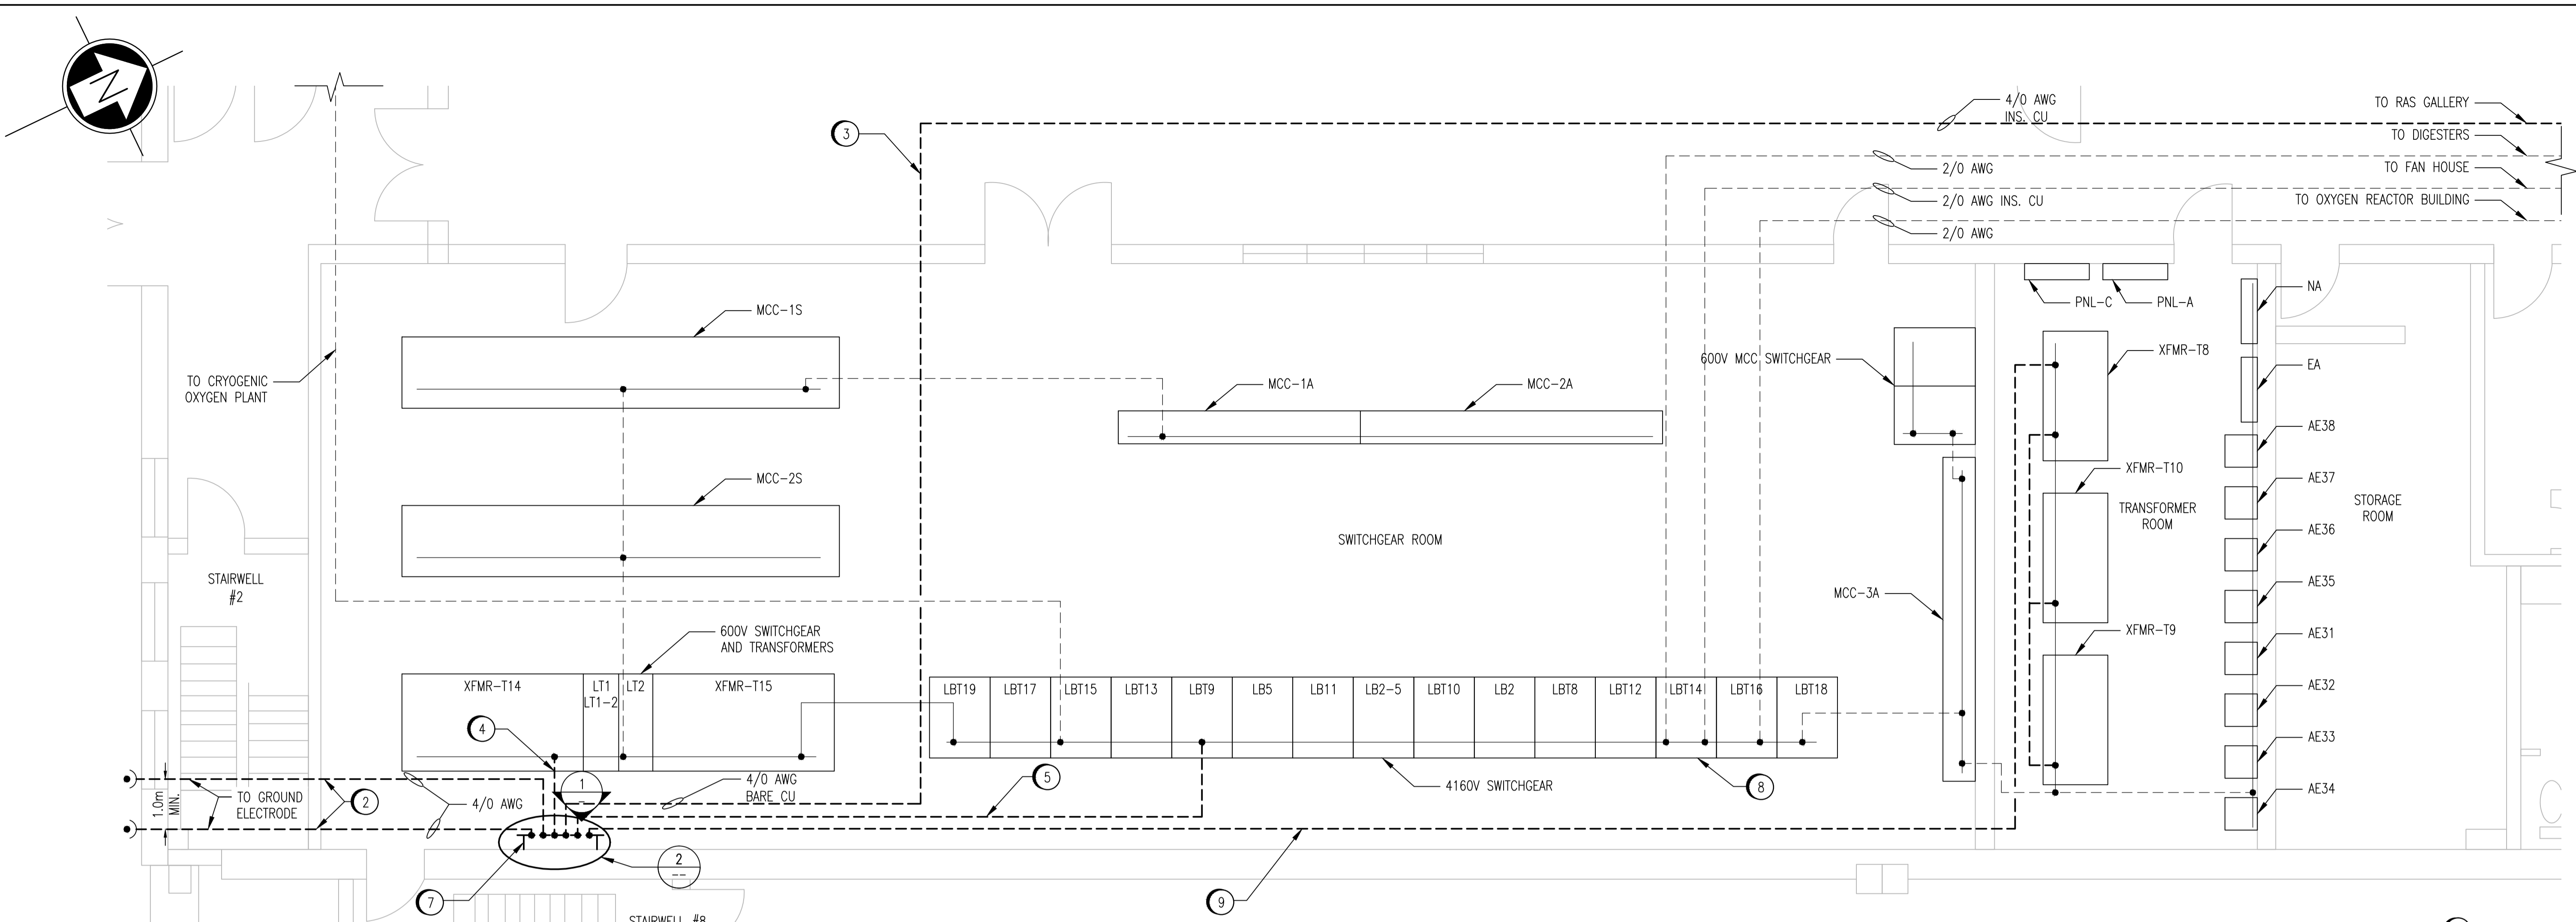 N
3
4/0 AWG
INS. CU
TO RAS GALLERY
TO DIGESTERS
2/0 AWG
TO FAN HOUSE
2/0 AWG INS. CU
TO OXYGEN REACTOR BUILDING
2/0 AWG
MCC-1S
PNL-C
PNL-A
NA
TO CRYOGENIC
OXYGEN PLANT
MCC-1A
MCC-2A
600V MCC SWITCHGEAR
XFMR-T8
EA
AE38
MCC-2S
XFMR-T10
AE37
SWITCHGEAR ROOM
TRANSFORMER
ROOM
STORAGE
ROOM
AE36
STAIRWELL
#2
MCC-3A
AE35
600V SWITCHGEAR
AND TRANSFORMERS
XFMR-T9
AE31
XFMR-T14
LT1
LT1-2
LT2
XFMR-T15
LBT19
LBT17
LBT15
LBT13
LBT9
LB5
LB11
LB2-5
LBT10
LB2
LBT8
LBT12
LBT14
LBT16
LBT18
AE32
4
AE33
1
-
4/0 AWG
BARE CU
5
4160V SWITCHGEAR
8
AE34
1.0m
MIN.
TO GROUND
ELECTRODE
2
4/0 AWG
2
--
7
9
STAIRWELL #8